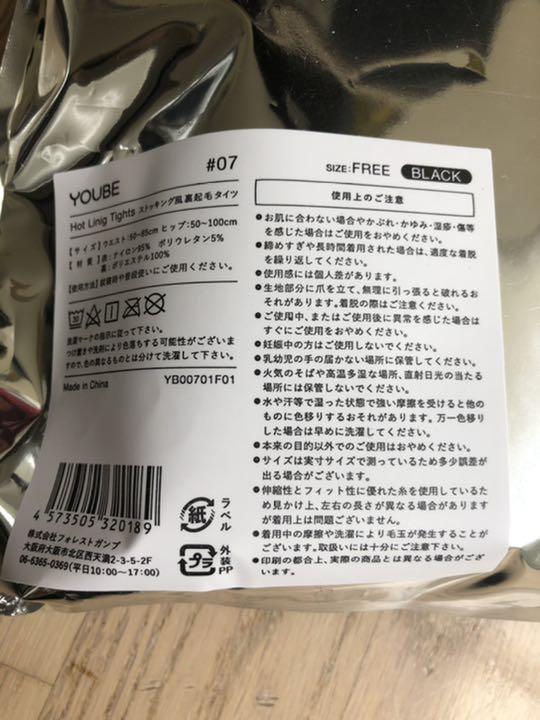 YOUBE
#07
SIZE:FREE BLACK
Hot Linig Tights ストッキング風裏起毛タイツ
【サイズ】ウエスト:50~85cm ヒップ:50~100cm
【材 質】表:ナイロン95% ポリウレタン5%
裏:ポリエステル100%
【使用方法】就寝時や普段使いにご使用ください。
洗濯マークの指示に従って下さい。
つけ置きや洗剤により色落ちする可能性がございま
すので、色の異なるものとは分けて洗濯して下さい。
Made in China
YB00701F01
4 573505 320189
株式会社フォレストガンプ
大阪府大阪市北区西天満2-3-5-2F
06-6365-0369(平日10:00~17:00)
紙
ラベル
プラ
外装
PP
使用上のご注意
●お肌に合わない場合やかぶれ・かゆみ・湿疹・傷等
を感じた場合はご使用をおやめください。
●締めすぎや長時間着用された場合は、適度な着脱
を繰り返してください。
●使用感には個人差があります。
●生地部分に爪を立て、無理に引っ張ると破れるお
それがあります。着脱の際はご注意ください。
●ご使用中、またはご使用後に異常を感じた場合は
すぐにご使用をおやめください。
●妊娠中の方はご使用しないでください。
●乳幼児の手の届かない場所に保管してください。
●火気のそばや高温多湿な場所、直射日光の当たる
場所には保管しないでください。
●水や汗等で湿った状態で強い摩擦を受けると他の
ものに色移りするおそれがあります。万一色移り
した場合は早めに洗濯してください。
●本来の目的以外でのご使用はおやめください。
●サイズは実寸サイズで測っているため多少誤差が
出る場合がございます。
●伸縮性とフィット性に優れた糸を使用しているた
め見かけ上、左右の長さが異なる場合があります
が着用上は問題ございません。
●着用中の摩擦や洗濯により毛玉が発生することが
ございます。取扱いには十分にご注意下さい。
●印刷の都合上、実際の商品とは異なる場合がござ
います。